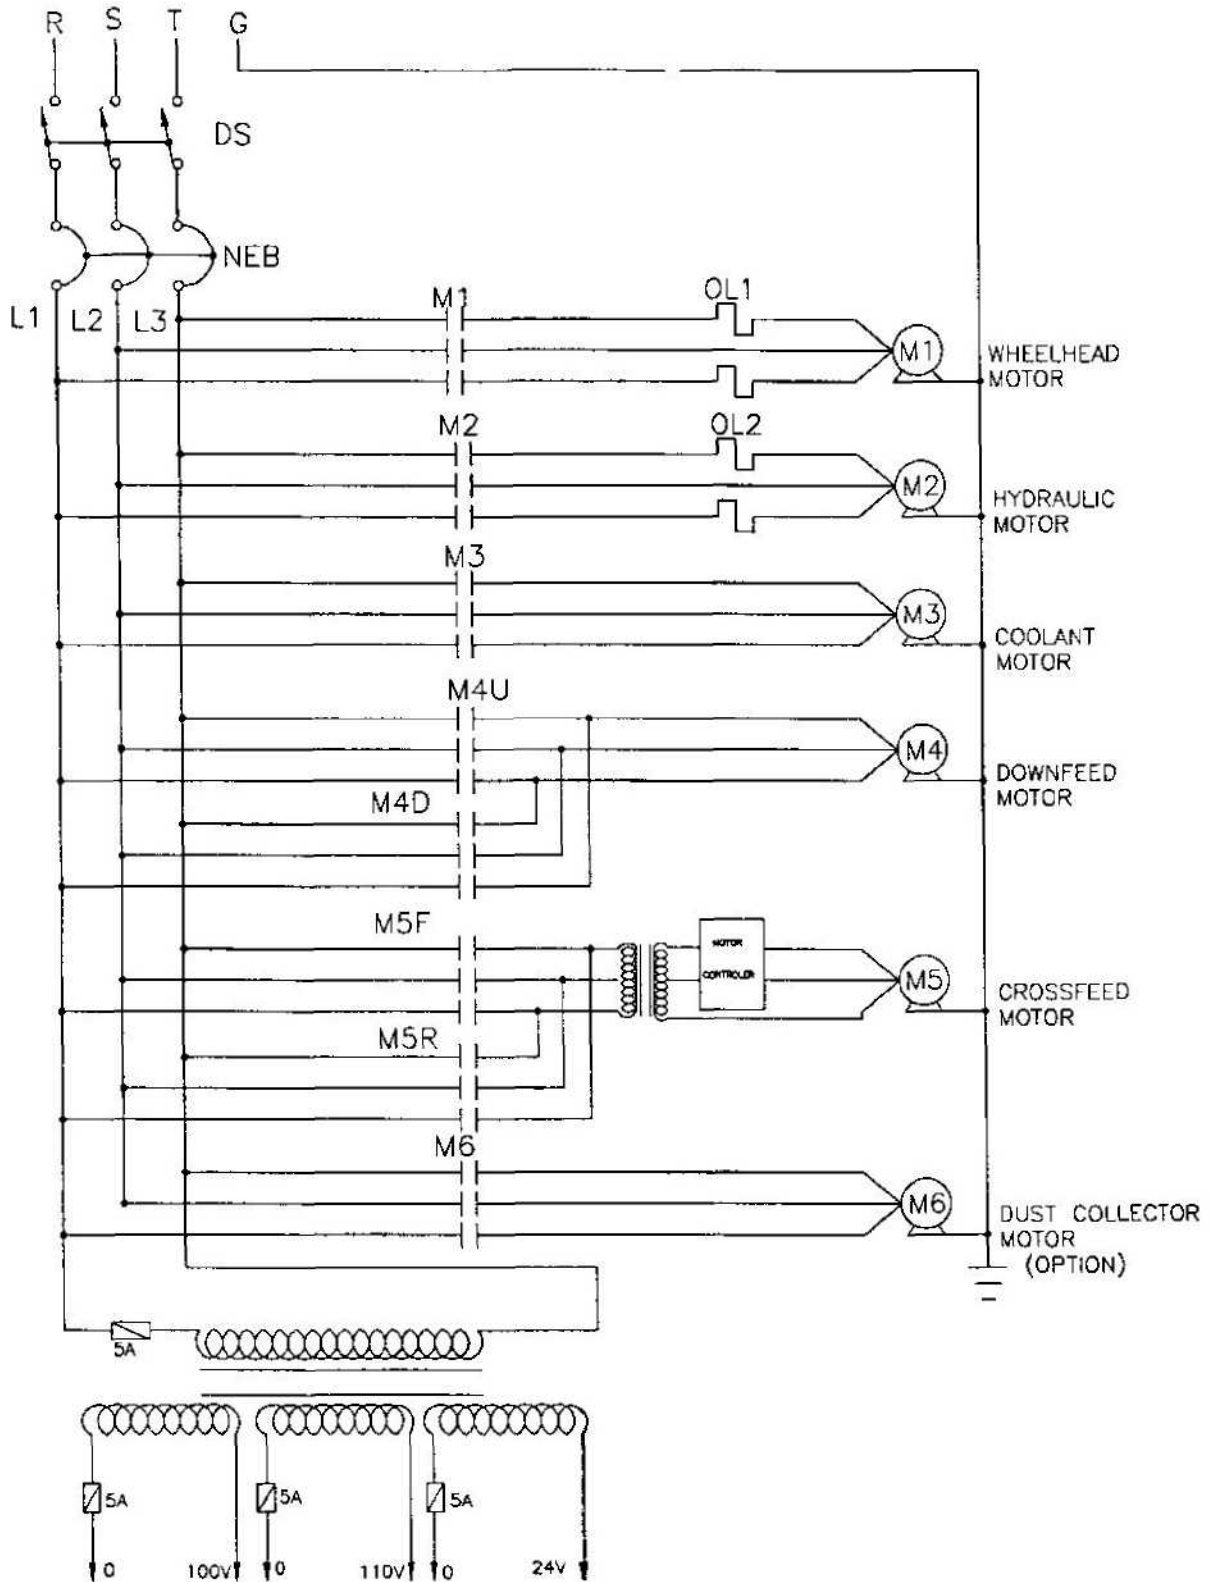 R S T G
DS
NEB
L1 L2 L3
M1 OL1
M1
WHEELHEAD
MOTOR
M2 OL2
M2
HYDRAULIC
MOTOR
M3
M3
COOLANT
MOTOR
M4U
M4
DOWNFEED
MOTOR
M4D
M5F
MOTOR
CONTROLER
M5
CROSSFEED
MOTOR
M5R
M6
M6
DUST COLLECTOR
MOTOR
(OPTION)
5A
5A 5A 5A
0 100V 0 110V 0 24V